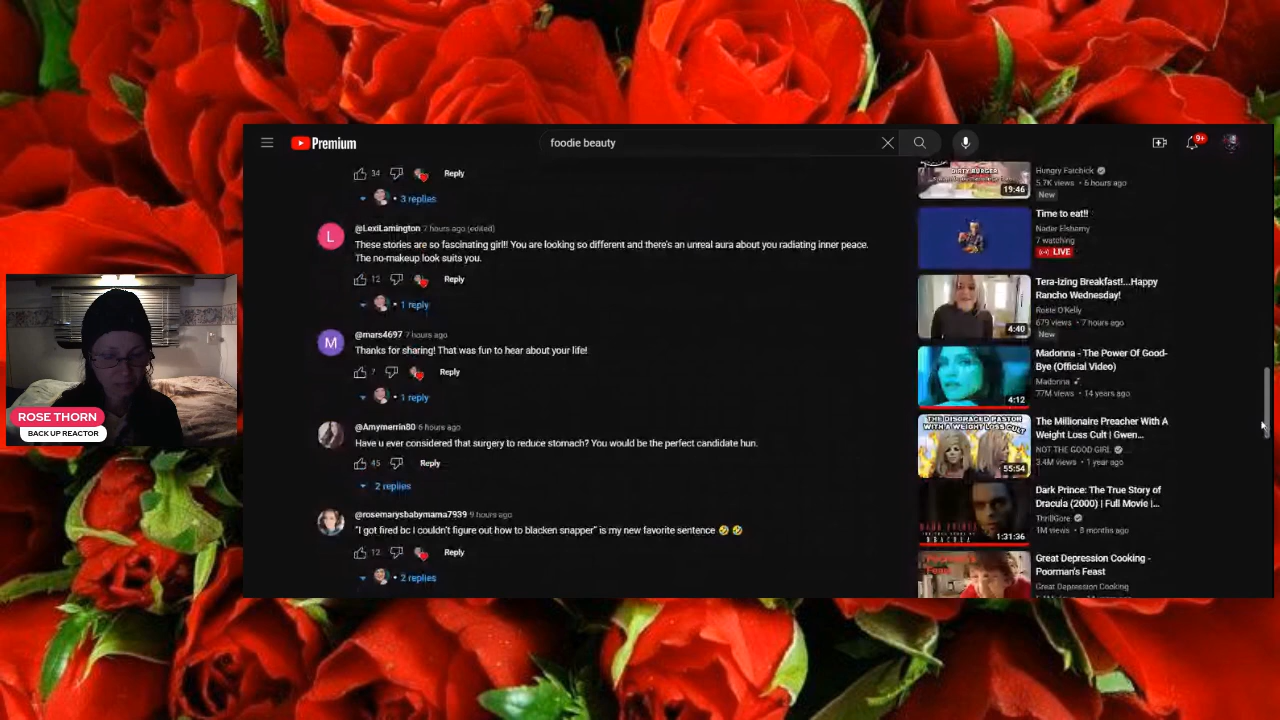 Premium
foodie beauty
9+
34
Reply
3 replies
@LexiLamington 7 hours ago (edited)
These stories are so fascinating girl!! You are looking so different and there's an unreal aura about you radiating inner peace.
The no-makeup look suits you.
12
Reply
1 reply
@mars4697 7 hours ago
Thanks for sharing! That was fun to hear about your life!
7
Reply
1 reply
@Amymerrin80 6 hours ago
Have u ever considered that surgery to reduce stomach? You would be the perfect candidate hun.
45
Reply
2 replies
@rosemarysbabymama7939 9 hours ago
"I got fired bc I couldn't figure out how to blacken snapper" is my new favorite sentence 🤣 🤣
12
Reply
2 replies
DIRTY BURGER
19:46
Hungry Fatchick
5.7K views • 6 hours ago
New
Time to eat!!
Nader Elshamy
7 watching
LIVE
4:40
Tera-Izing Breakfast!...Happy
Rancho Wednesday!
Rosie O'Kelly
679 views • 7 hours ago
New
4:12
Madonna - The Power Of Good-
Bye (Official Video)
Madonna
77M views • 14 years ago
THE DISGRACED PASTOR
WITH A WEIGHT LOSS CULT
55:54
The Millionaire Preacher With A
Weight Loss Cult | Gwen...
NOT THE GOOD GIRL
3.4M views • 1 year ago
1:31:36
Dark Prince: The True Story of
Dracula (2000) | Full Movie |...
ThrillGore
1M views • 8 months ago
Great Depression Cooking -
Poorman's Feast
Great Depression Cooking
ROSE THORN
BACK UP REACTOR